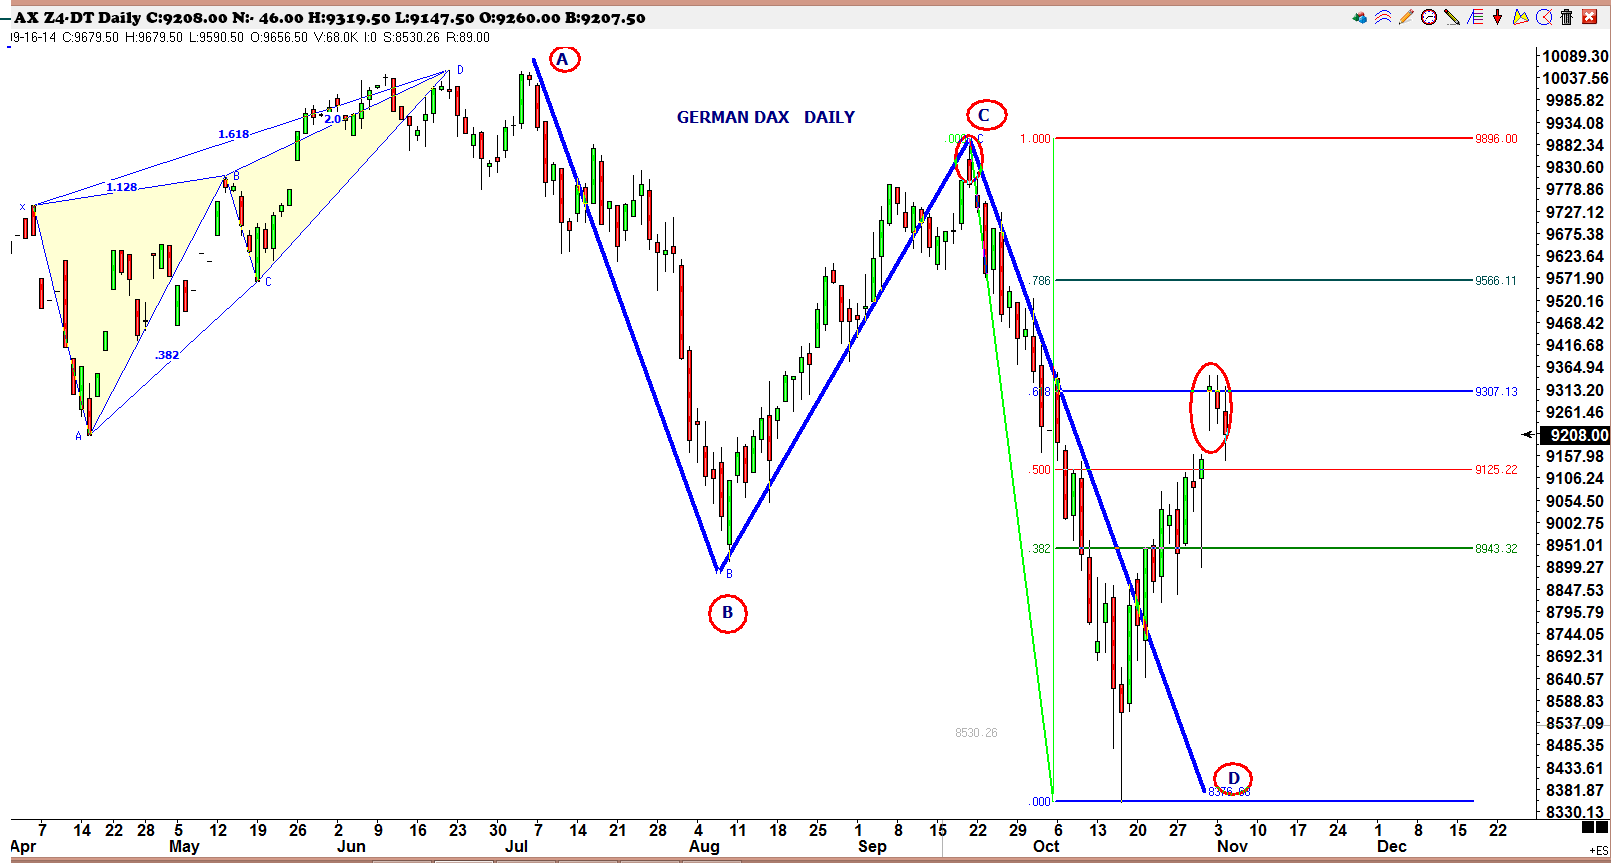 AX Z4-DT Daily C:9208.00 N:- 46.00 H:9319.50 L:9147.50 O:9260.00 B:9207.50
09-16-14 C:9679.50 H:9679.50 L:9590.50 O:9656.50 V:68.0K I:0 S:8530.26 R:89.00
A
GERMAN DAX DAILY
C
D
1.618
2.0
1.128
X
B
C
.382
A
B
B
C
1.000
9896.00
.786
9566.11
9307.13
.500
9125.22
.382
8943.32
8530.26
D
.000
10089.30
10037.56
9985.82
9934.08
9882.34
9830.60
9778.86
9727.12
9675.38
9623.64
9571.90
9520.16
9468.42
9416.68
9364.94
9313.20
9261.46
9208.00
9157.98
9106.24
9054.50
9002.75
8951.01
8899.27
8847.53
8795.79
8744.05
8692.31
8640.57
8588.83
8537.09
8485.35
8433.61
8381.87
8330.13
7 14 22 28 5 12 19 26 2 9 16 23 30 7 14 21 28 4 11 18 25 1 8 15 22 29 6 13 20 27 3 10 17 24 1 8 15 22
Apr May Jun Jul Aug Sep Oct Nov Dec
+ES